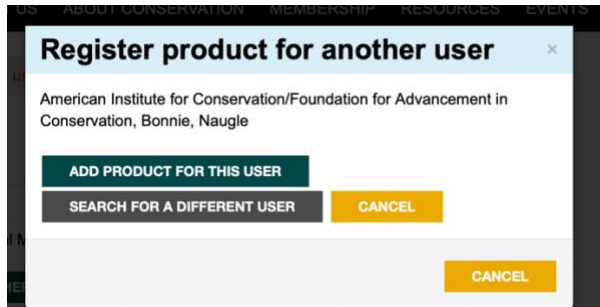 US ABOUT CONSERVATION MEMBERSHIP RESOURCES EVENTS
Register product for another user ×
American Institute for Conservation/Foundation for Advancement in
Conservation, Bonnie, Naugle
ADD PRODUCT FOR THIS USER
SEARCH FOR A DIFFERENT USER CANCEL
CANCEL